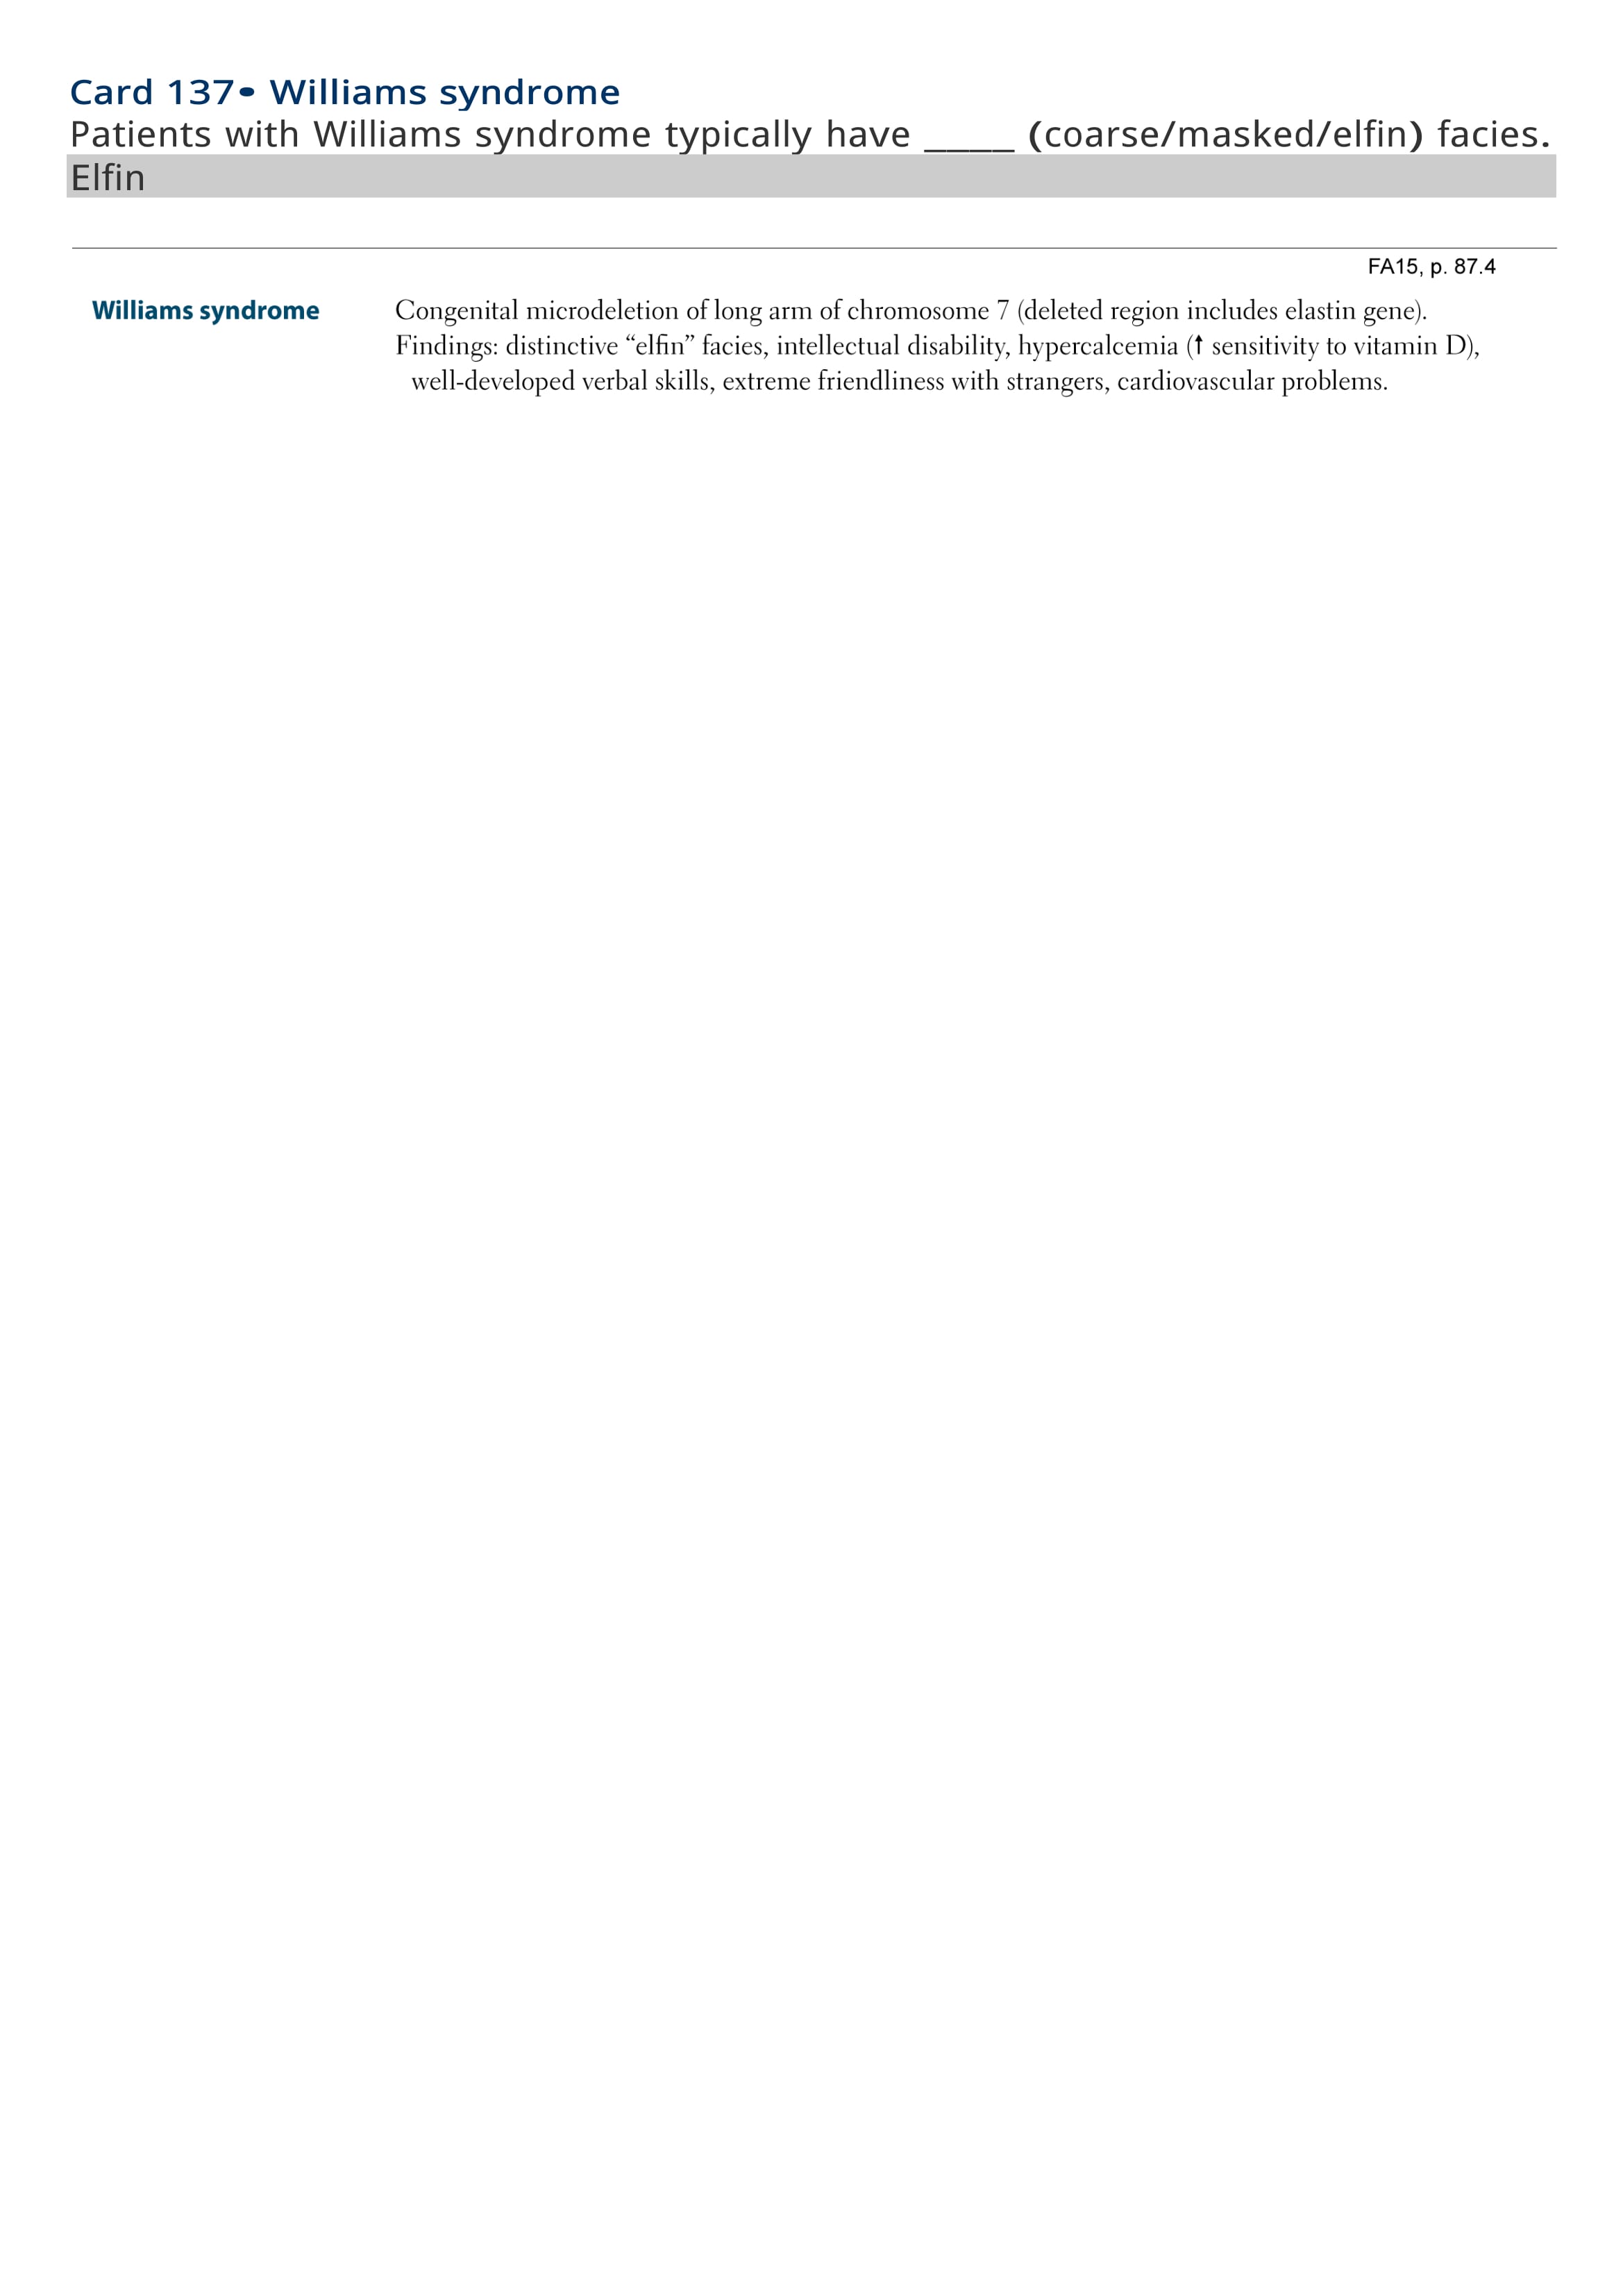 Card 137• Williams syndrome
Patients with Williams syndrome typically have ____ (coarse/masked/elfin) facies.
Elfin
FA15, p. 87.4
Williams syndrome Congenital microdeletion of long arm of chromosome 7 (deleted region includes elastin gene).
Findings: distinctive “elfin” facies, intellectual disability, hypercalcemia (↑ sensitivity to vitamin D),
well-developed verbal skills, extreme friendliness with strangers, cardiovascular problems.